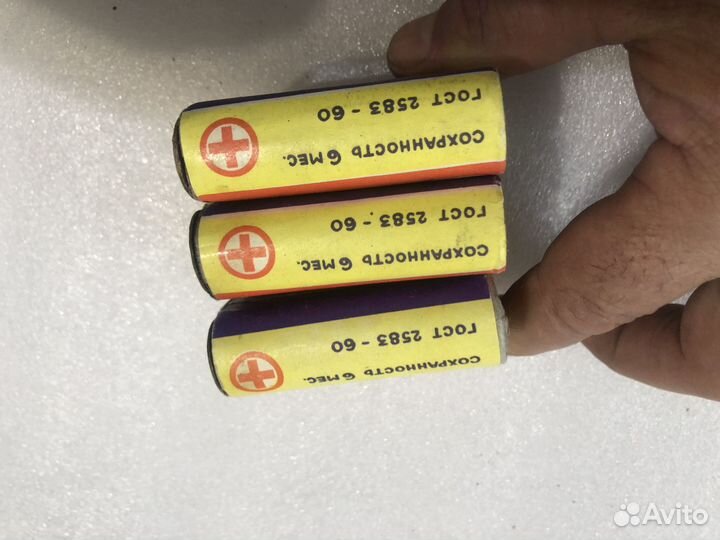 ГОСТ 2583 - 60
СОХРАННОСТЬ 6 МЕС.
ГОСТ 2583 - 60
СОХРАННОСТЬ 6 МЕС.
ГОСТ 2583 - 60
СОХРАННОСТЬ 6 МЕС.
Avito